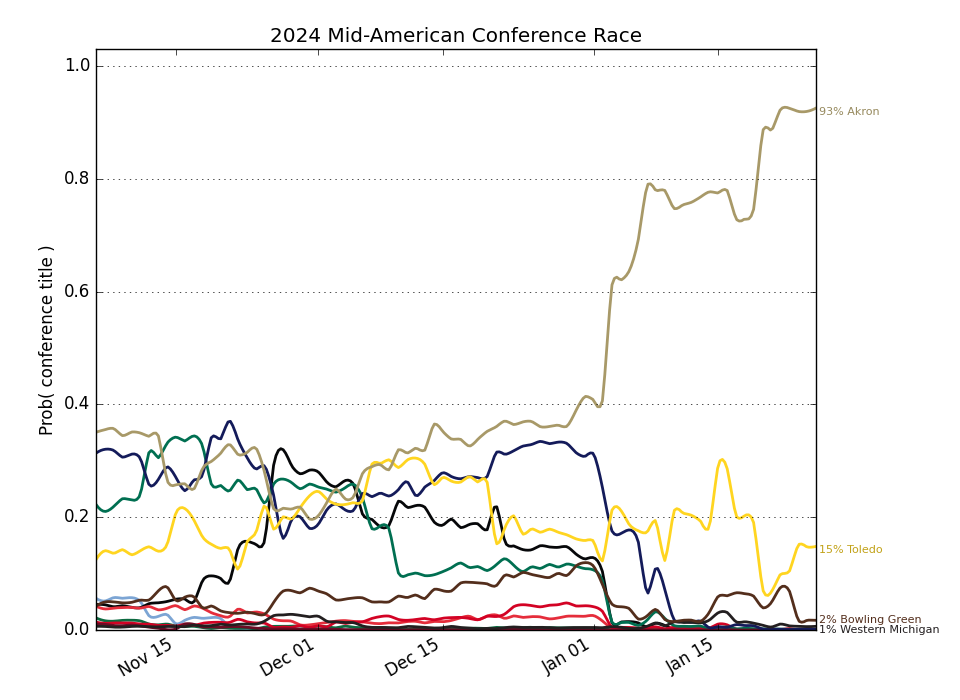 2024 Mid-American Conference Race
Prob( conference title )
1.0
0.8
0.6
0.4
0.2
0.0
Nov 15
Dec 01
Dec 15
Jan 01
Jan 15
93% Akron
15% Toledo
2% Bowling Green
1% Western Michigan